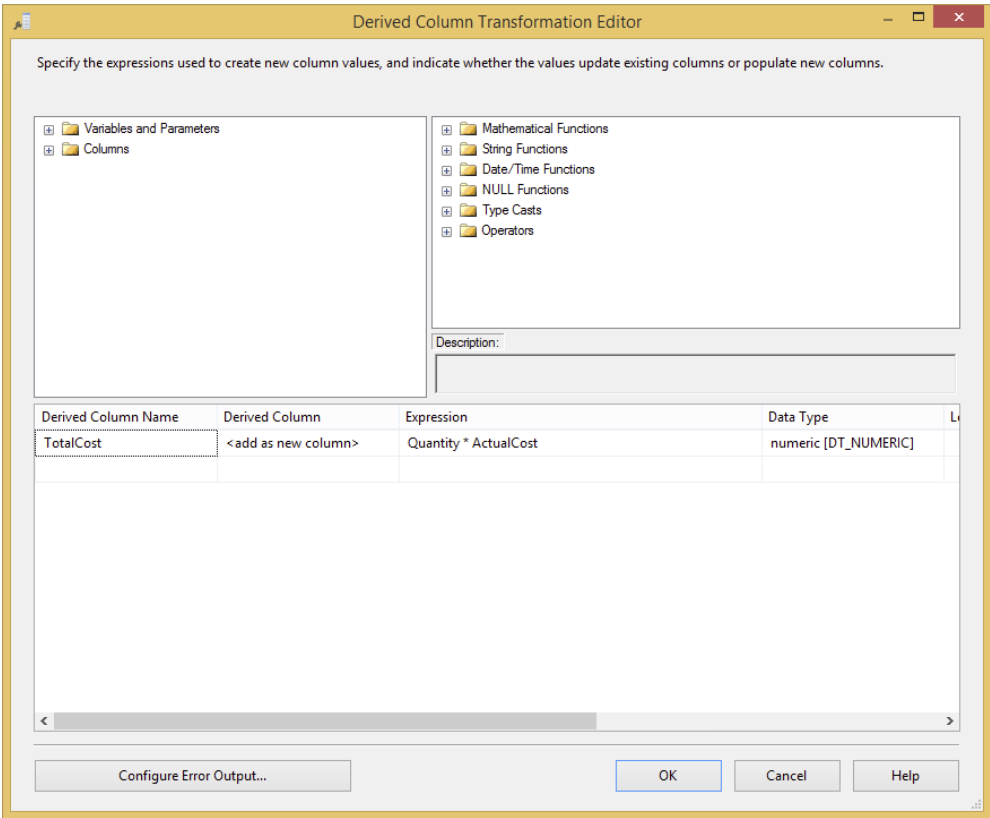 Derived Column Transformation Editor
Specify the expressions used to create new column values, and indicate whether the values update existing columns or populate new columns.
Variables and Parameters
Columns
Mathematical Functions
String Functions
Date/Time Functions
NULL Functions
Type Casts
Operators
Description:
Derived Column Name Derived Column Expression Data Type
TotalCost <add as new column> Quantity * ActualCost numeric [DT_NUMERIC]
Configure Error Output... OK Cancel Help